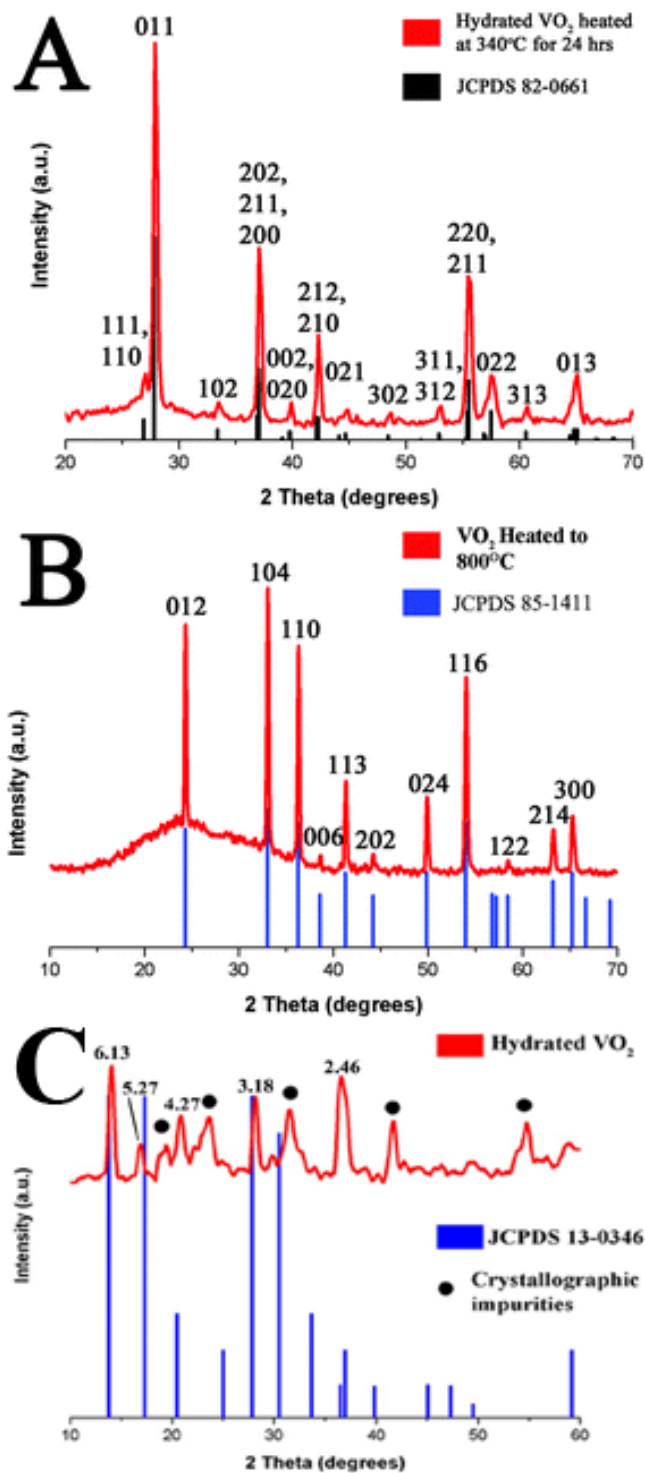 A
Hydrated VO2 heated
at 340°C for 24 hrs
JCPDS 82-0661
011
202,
211,
200
111,
110
102
002,
020
212,
210
021
302
311,
312
220,
211
022
313
013
Intensity (a.u.)
20 30 40 50 60 70
2 Theta (degrees)
B
VO2 Heated to
800°C
JCPDS 85-1411
012
104
110
006
113
202
024
116
122
214
300
Intensity (a.u.)
10 20 30 40 50 60 70
2 Theta (degrees)
C
Hydrated VO2
6.13
5.27
4.27
3.18
2.46
JCPDS 13-0346
Crystallographic
impurities
Intensity (a.u.)
10 20 30 40 50 60
2 Theta (degrees)